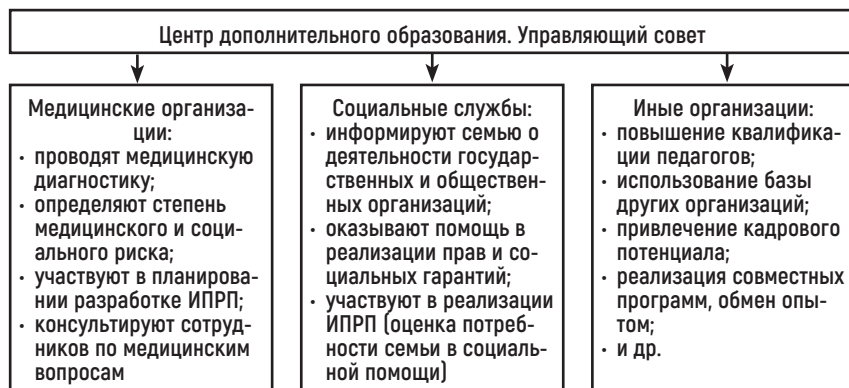 Центр дополнительного образования. Управляющий совет
Медицинские организа-
ции:
• проводят медицинскую
диагностику;
• определяют степень
медицинского и соци-
ального риска;
• участвуют в планирова-
нии разработке ИПРП;
• консультируют сотруд-
ников по медицинским
вопросам
Социальные службы:
• информируют семью о
деятельности государ-
ственных и обществен-
ных организаций;
• оказывают помощь в
реализации прав и со-
циальных гарантий;
• участвуют в реализации
ИПРП (оценка потреб-
ности семьи в социаль-
ной помощи)
Иные организации:
• повышение квалифика-
ции педагогов;
• использование базы
других организаций;
• привлечение кадрового
потенциала;
• реализация совместных
программ, обмен опы-
том;
• и др.